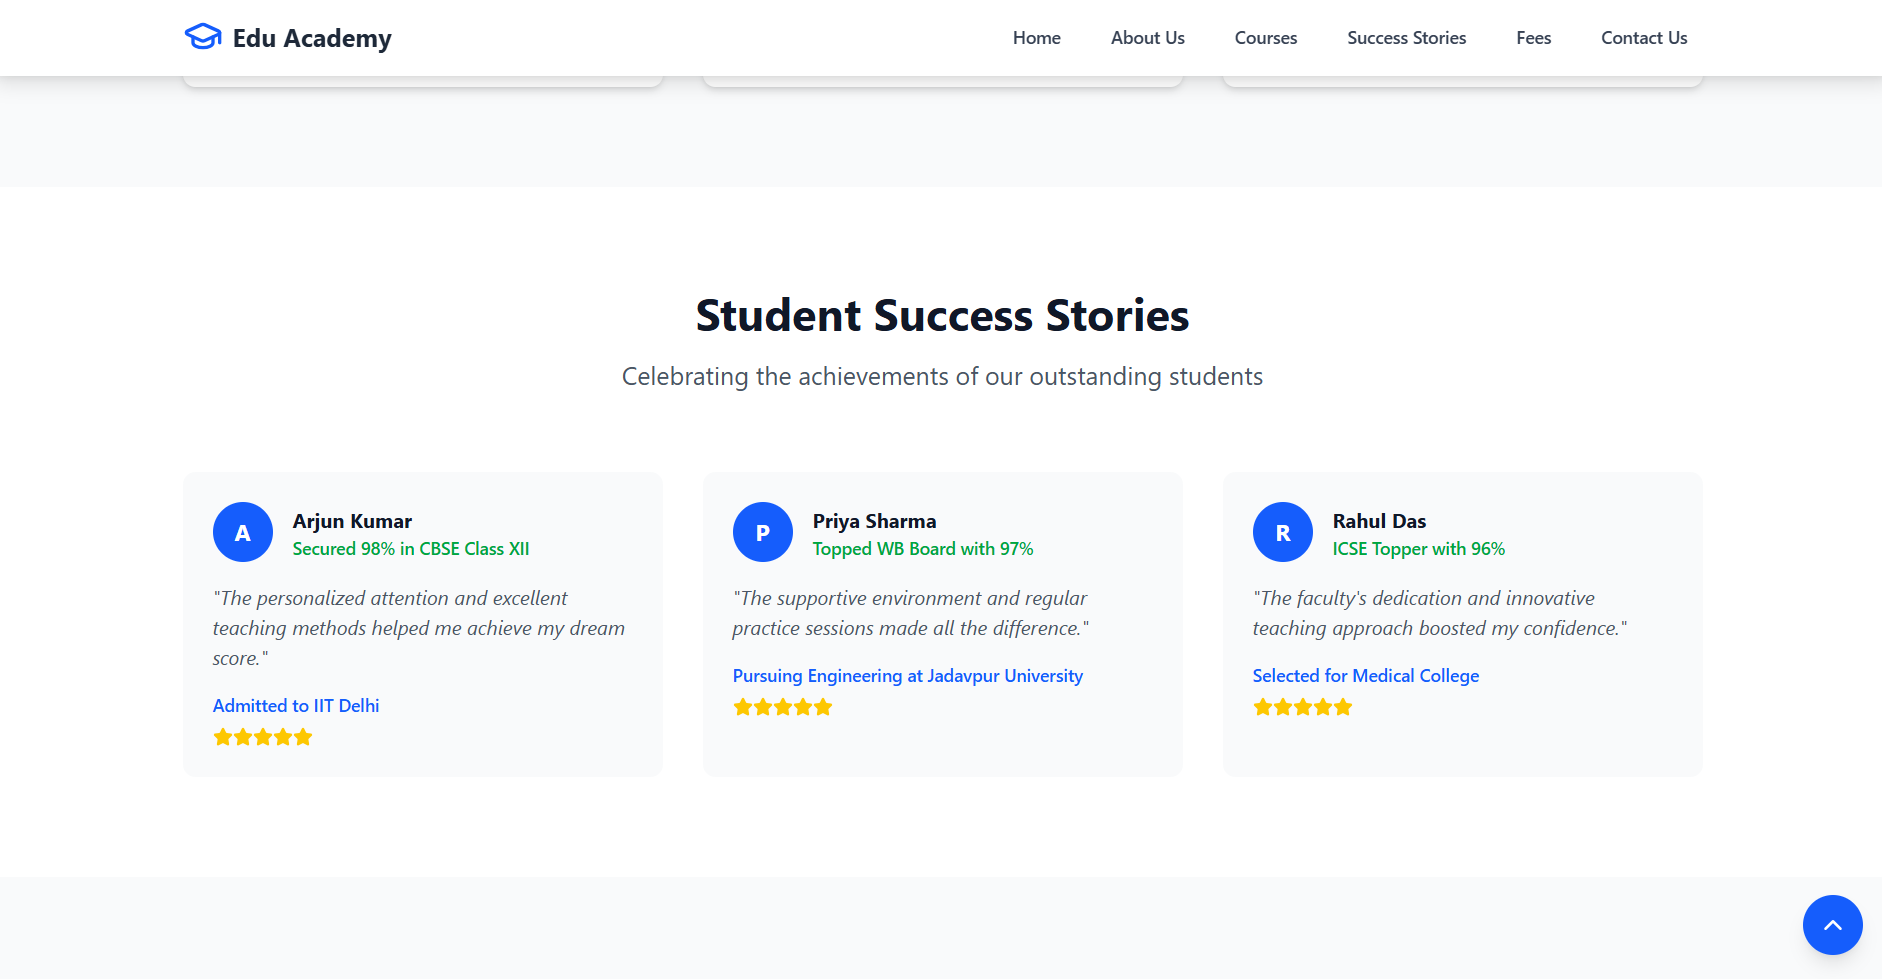 Edu Academy
Home
About Us
Courses
Success Stories
Fees
Contact Us
Student Success Stories
Celebrating the achievements of our outstanding students
A
Arjun Kumar
Secured 98% in CBSE Class XII
"The personalized attention and excellent
teaching methods helped me achieve my dream
score."
Admitted to IIT Delhi
P
Priya Sharma
Topped WB Board with 97%
"The supportive environment and regular
practice sessions made all the difference."
Pursuing Engineering at Jadavpur University
R
Rahul Das
ICSE Topper with 96%
"The faculty's dedication and innovative
teaching approach boosted my confidence."
Selected for Medical College